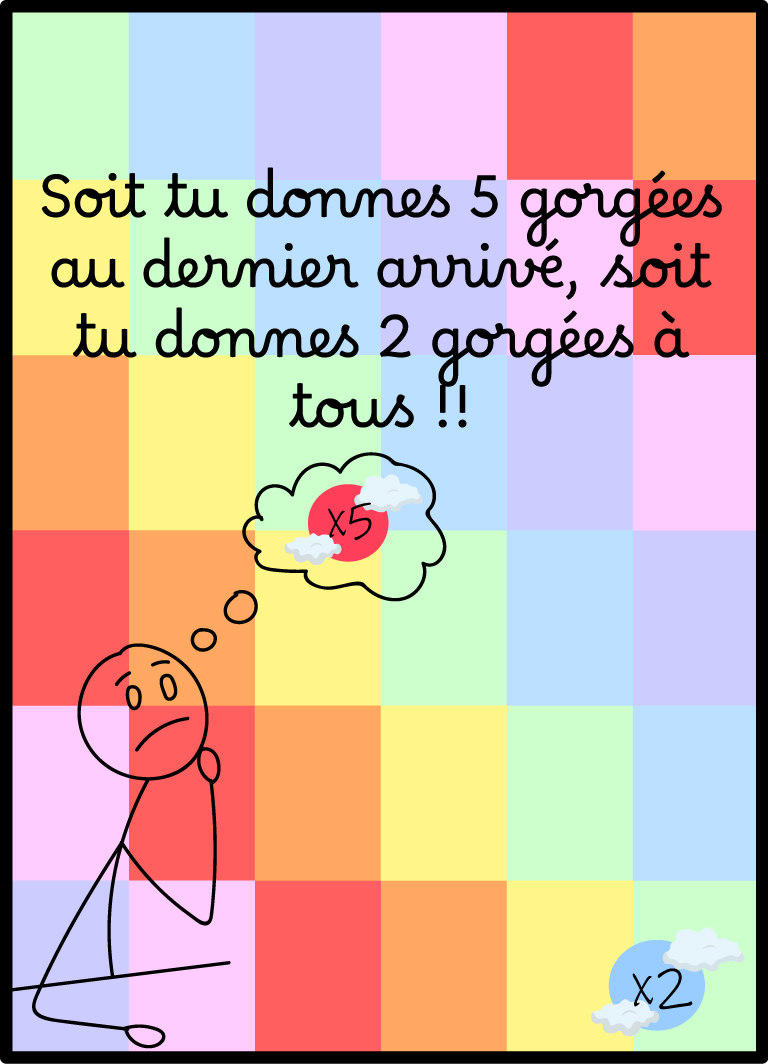 Soit tu donnes 5 gorgées
au dernier arrivé, soit
tu donnes 2 gorgées à
tous !!
x5
x2